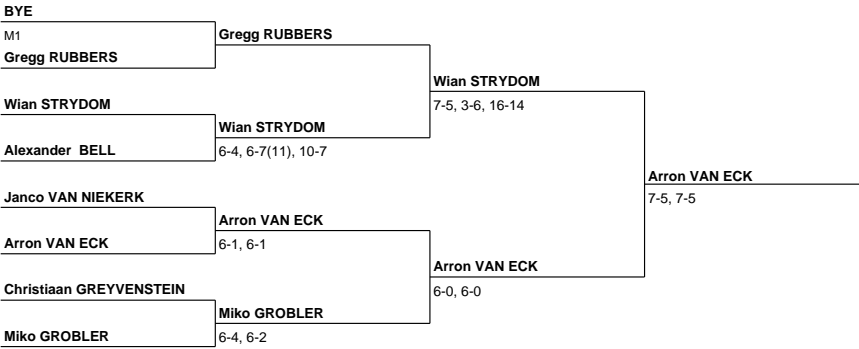 BYE
M1
Gregg RUBBERS
Gregg RUBBERS
Wian STRYDOM
7-5, 3-6, 16-14
Wian STRYDOM
Wian STRYDOM
6-4, 6-7(11), 10-7
Alexander BELL
Arron VAN ECK
7-5, 7-5
Janco VAN NIEKERK
Arron VAN ECK
6-1, 6-1
Arron VAN ECK
Arron VAN ECK
6-0, 6-0
Christiaan GREYVENSTEIN
Miko GROBLER
6-4, 6-2
Miko GROBLER